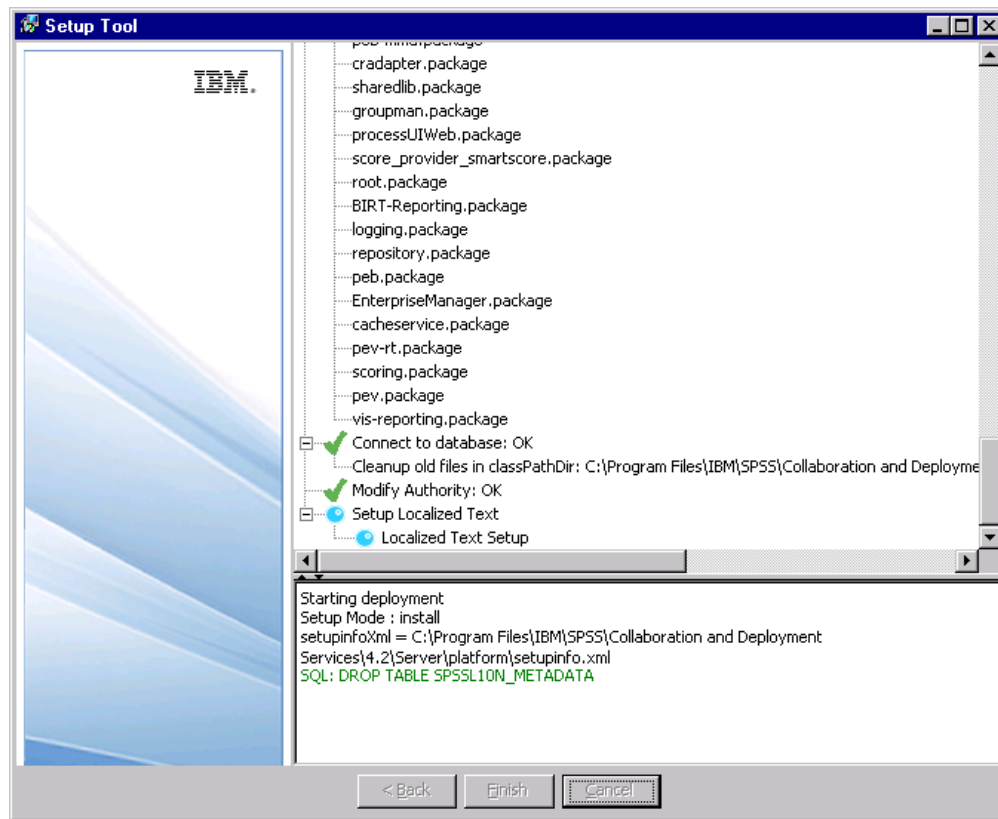 Setup Tool
IBM.
cradapter.package
sharedlib.package
groupman.package
processUIWeb.package
score_provider_smartscore.package
root.package
BIRT-Reporting.package
logging.package
repository.package
peb.package
EnterpriseManager.package
cacheservice.package
pev-rt.package
scoring.package
pev.package
vis-reporting.package
Connect to database: OK
Cleanup old files in classPathDir: C:\Program Files\IBM\SPSS\Collaboration and Deployme
Modify Authority: OK
Setup Localized Text
Localized Text Setup
Starting deployment
Setup Mode : install
setupinfoXml = C:\Program Files\IBM\SPSS\Collaboration and Deployment
Services\4.2\Server\platform\setupinfo.xml
SQL: DROP TABLE SPSSL10N_METADATA
< Back
Finish
Cancel